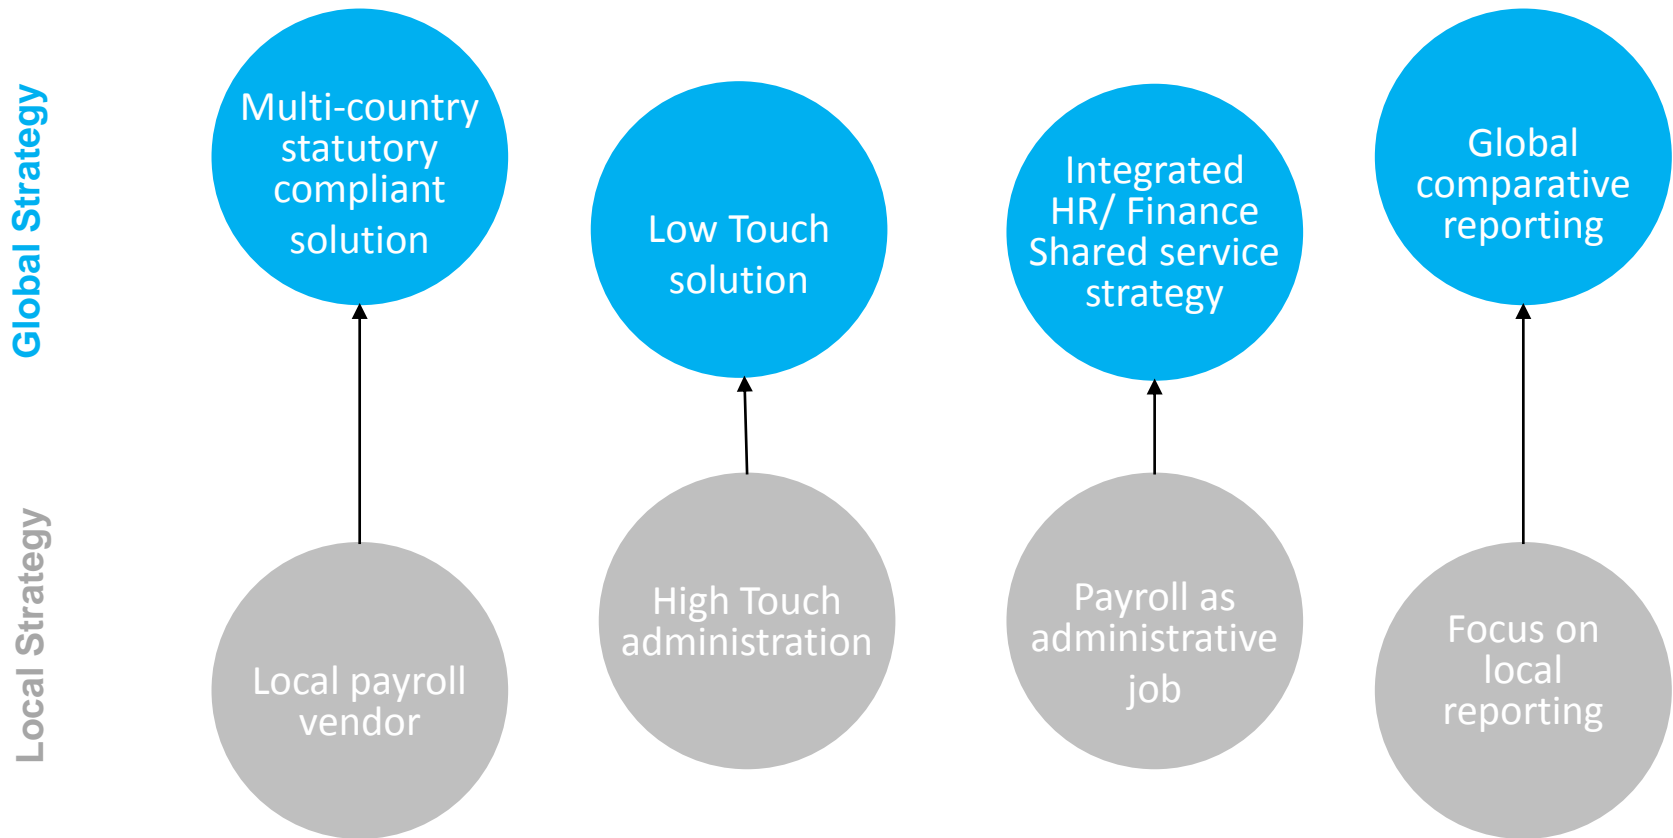 Global Strategy
Multi-country
statutory
compliant
solution
Low Touch
solution
Integrated
HR/ Finance
Shared service
strategy
Global
comparative
reporting
Local Strategy
Local payroll
vendor
High Touch
administration
Payroll as
administrative
job
Focus on
local
reporting